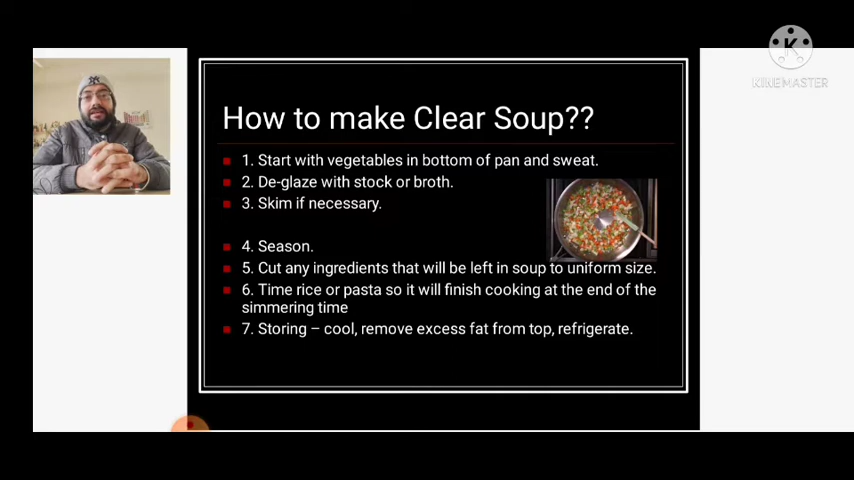 K
KINEMASTER
How to make Clear Soup??
1. Start with vegetables in bottom of pan and sweat.
2. De-glaze with stock or broth.
3. Skim if necessary.
4. Season.
5. Cut any ingredients that will be left in soup to uniform size.
6. Time rice or pasta so it will finish cooking at the end of the
simmering time
7. Storing – cool, remove excess fat from top, refrigerate.